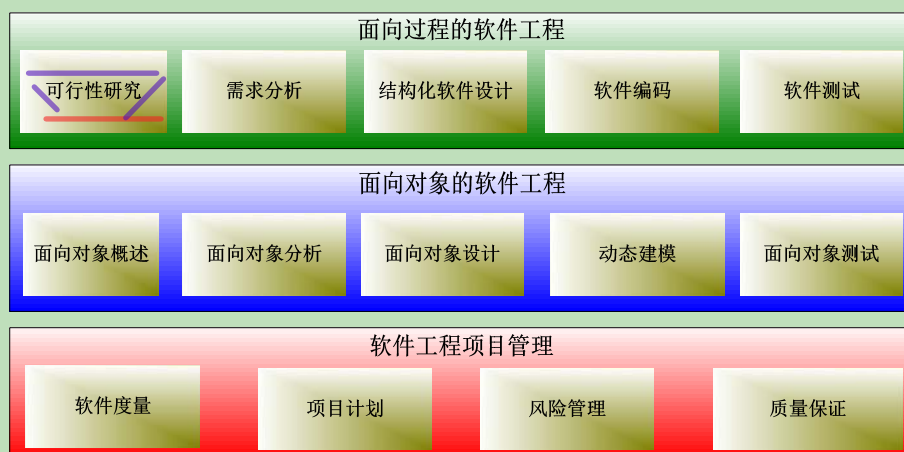 面向过程的软件工程
可行性研究 需求分析 结构化软件设计 软件编码 软件测试
面向对象的软件工程
面向对象概述 面向对象分析 面向对象设计 动态建模 面向对象测试
软件工程项目管理
软件度量 项目计划 风险管理 质量保证